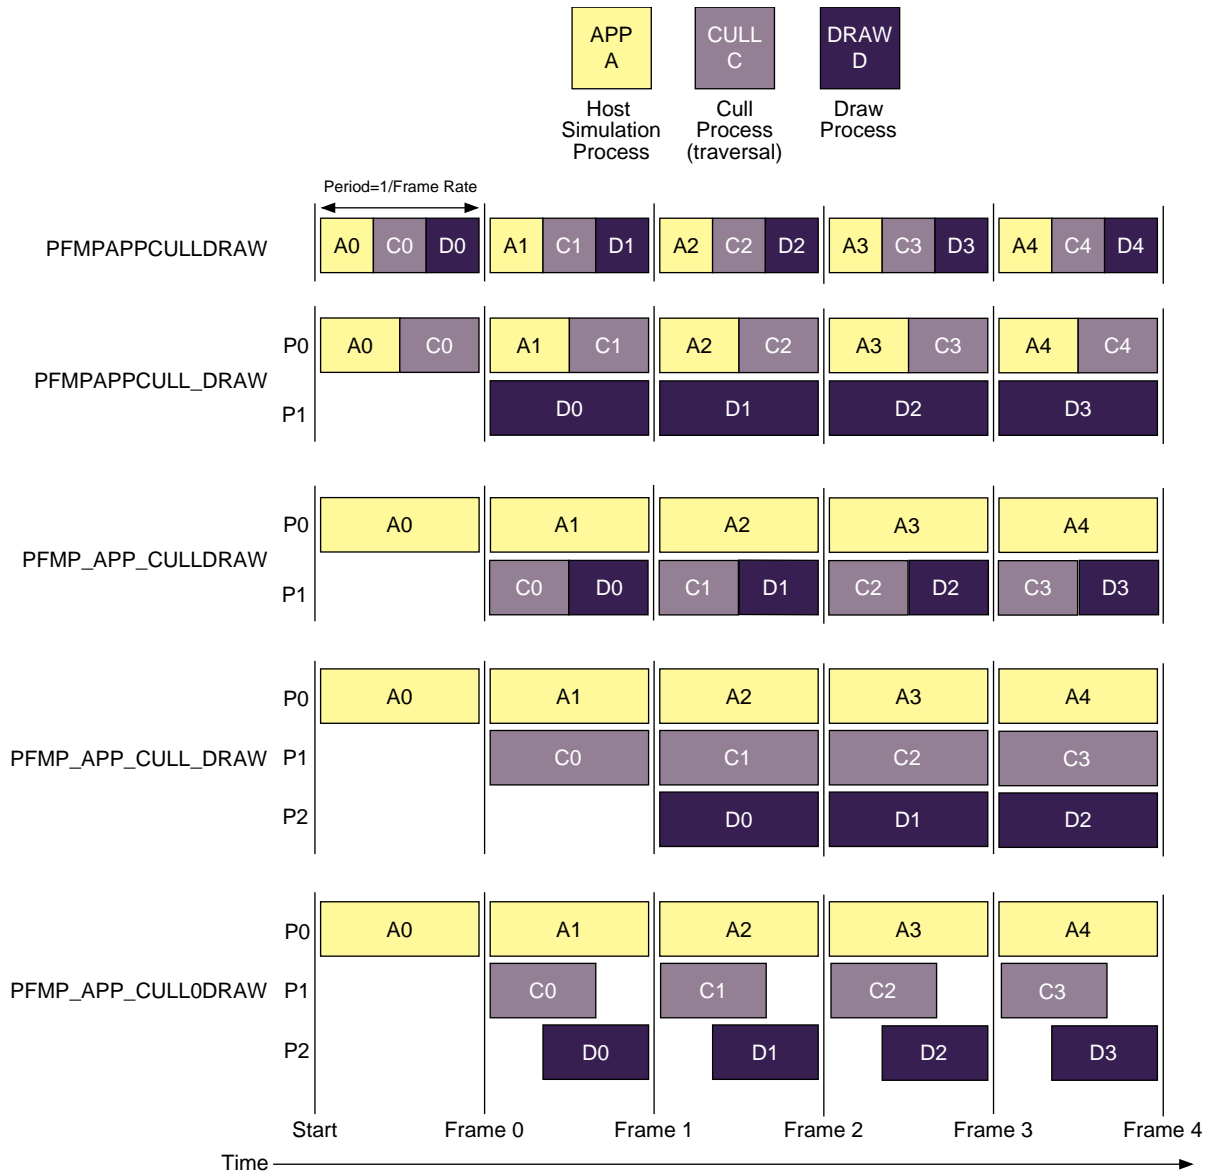 APP CULL DRAW
A C D
Host Cull Draw
Simulation Process Process
Process (traversal)
Period=1/Frame Rate
PFMPAPPCULLDRAW A0 C0 D0 A1 C1 D1 A2 C2 D2 A3 C3 D3 A4 C4 D4
P0 A0 C0 A1 C1 A2 C2 A3 C3 A4 C4
PFMPAPPCULL_DRAW
P1 D0 D1 D2 D3
P0 A0 A1 A2 A3 A4
PFMP_APP_CULLDRAW
P1 C0 D0 C1 D1 C2 D2 C3 D3
P0 A0 A1 A2 A3 A4
PFMP_APP_CULL_DRAW P1 C0 C1 C2 C3
P2 D0 D1 D2
P0 A0 A1 A2 A3 A4
PFMP_APP_CULL0DRAW P1 C0 C1 C2 C3
P2 D0 D1 D2 D3
Start Frame 0 Frame 1 Frame 2 Frame 3 Frame 4
Time